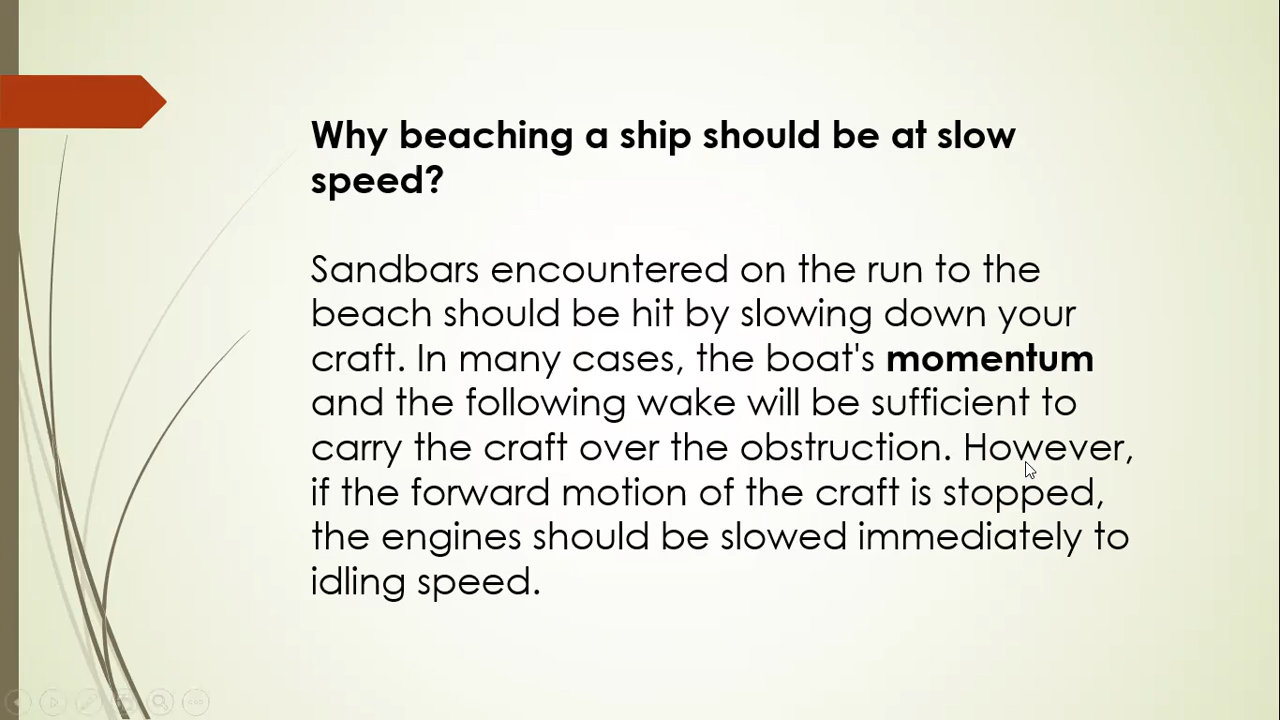 Why beaching a ship should be at slow
speed?
Sandbars encountered on the run to the
beach should be hit by slowing down your
craft. In many cases, the boat's momentum
and the following wake will be sufficient to
carry the craft over the obstruction. However,
if the forward motion of the craft is stopped,
the engines should be slowed immediately to
idling speed.